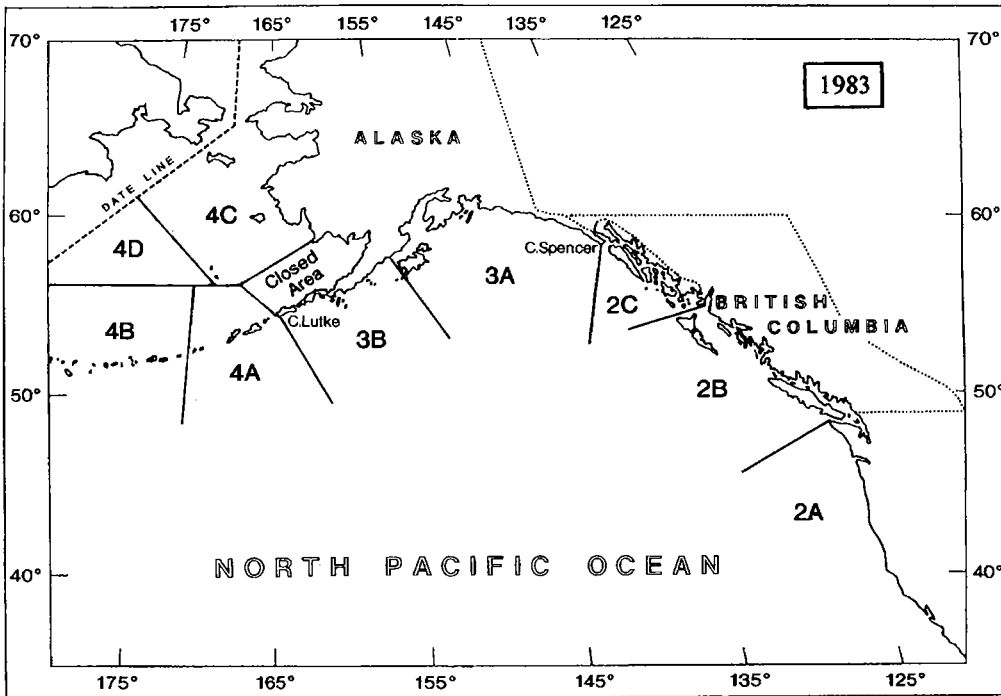 175° 165° 155° 145° 135° 125°
70° 70°
1983
ALASKA
DATE LINE
60° 60°
4C
4D
C.Spencer
Closed
Area
3A
2C
BRITISH
COLUMBIA
C.Lutke
4B
3B
4A
50° 50°
2B
2A
NORTH PACIFIC OCEAN
40° 40°
175° 165° 155° 145° 135° 125°